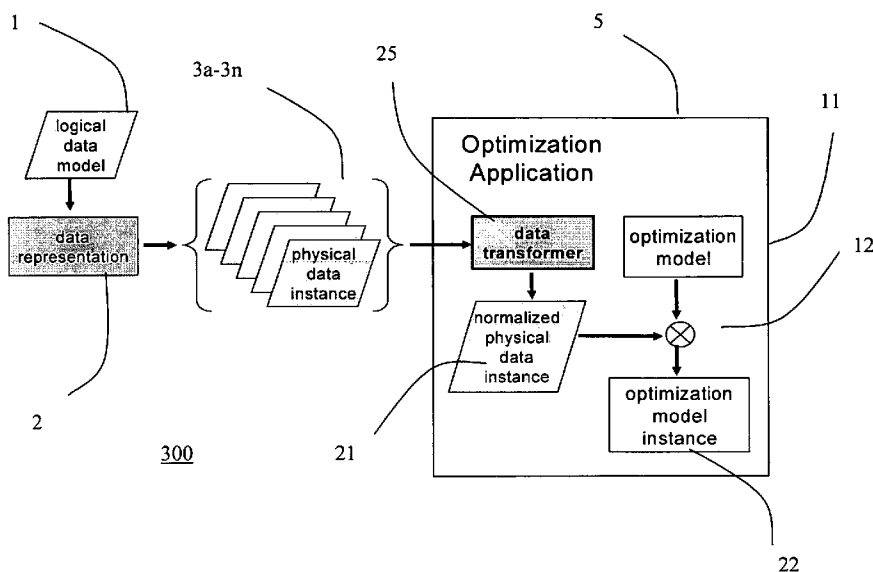 1
3a-3n
25
5
11
logical
data
model
Optimization
Application
data
representation
physical
data
instance
data
transformer
optimization
model
12
normalized
physical
data
instance
optimization
model
instance
2
300
21
22